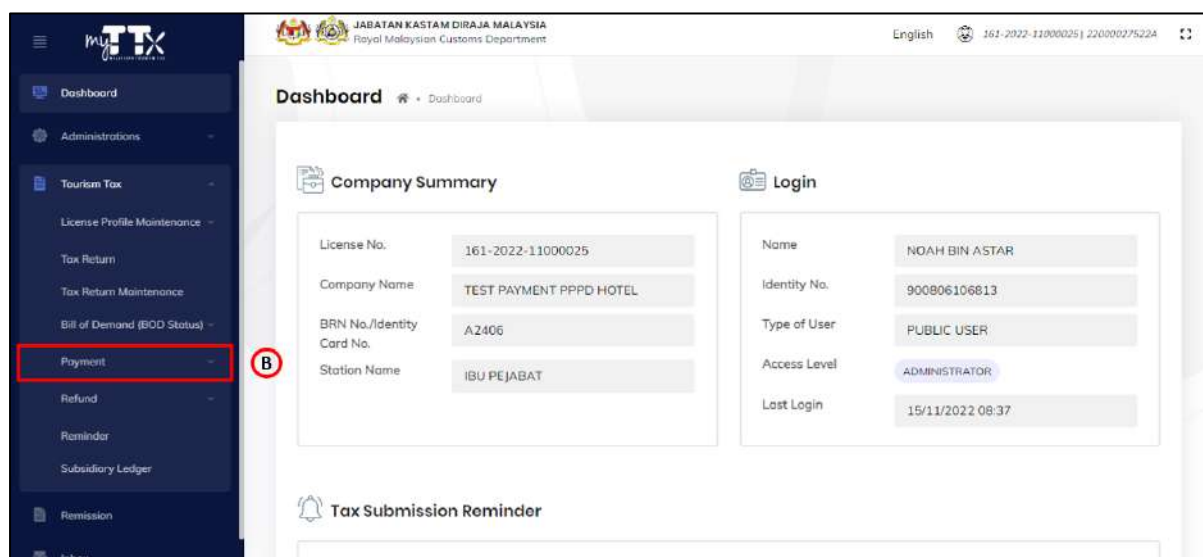 myTTx
JABATAN KASTAM DIRAJA MALAYSIA
Royal Malaysian Customs Department
English
161-2022-11000025 | 22000027522A
Dashboard
Administrations
Tourism Tax
License Profile Maintenance
Tax Return
Tax Return Maintenance
Bill of Demand (BOD Status)
Payment
B
Refund
Reminder
Subsidiary Ledger
Remission
Dashboard • Dashboard
Company Summary
License No. 161-2022-11000025
Company Name TEST PAYMENT PPPD HOTEL
BRN No./Identity Card No. A2406
Station Name IBU PEJABAT
Login
Name NOAH BIN ASTAR
Identity No. 900806106813
Type of User PUBLIC USER
Access Level ADMINISTRATOR
Last Login 15/11/2022 08:37
Tax Submission Reminder